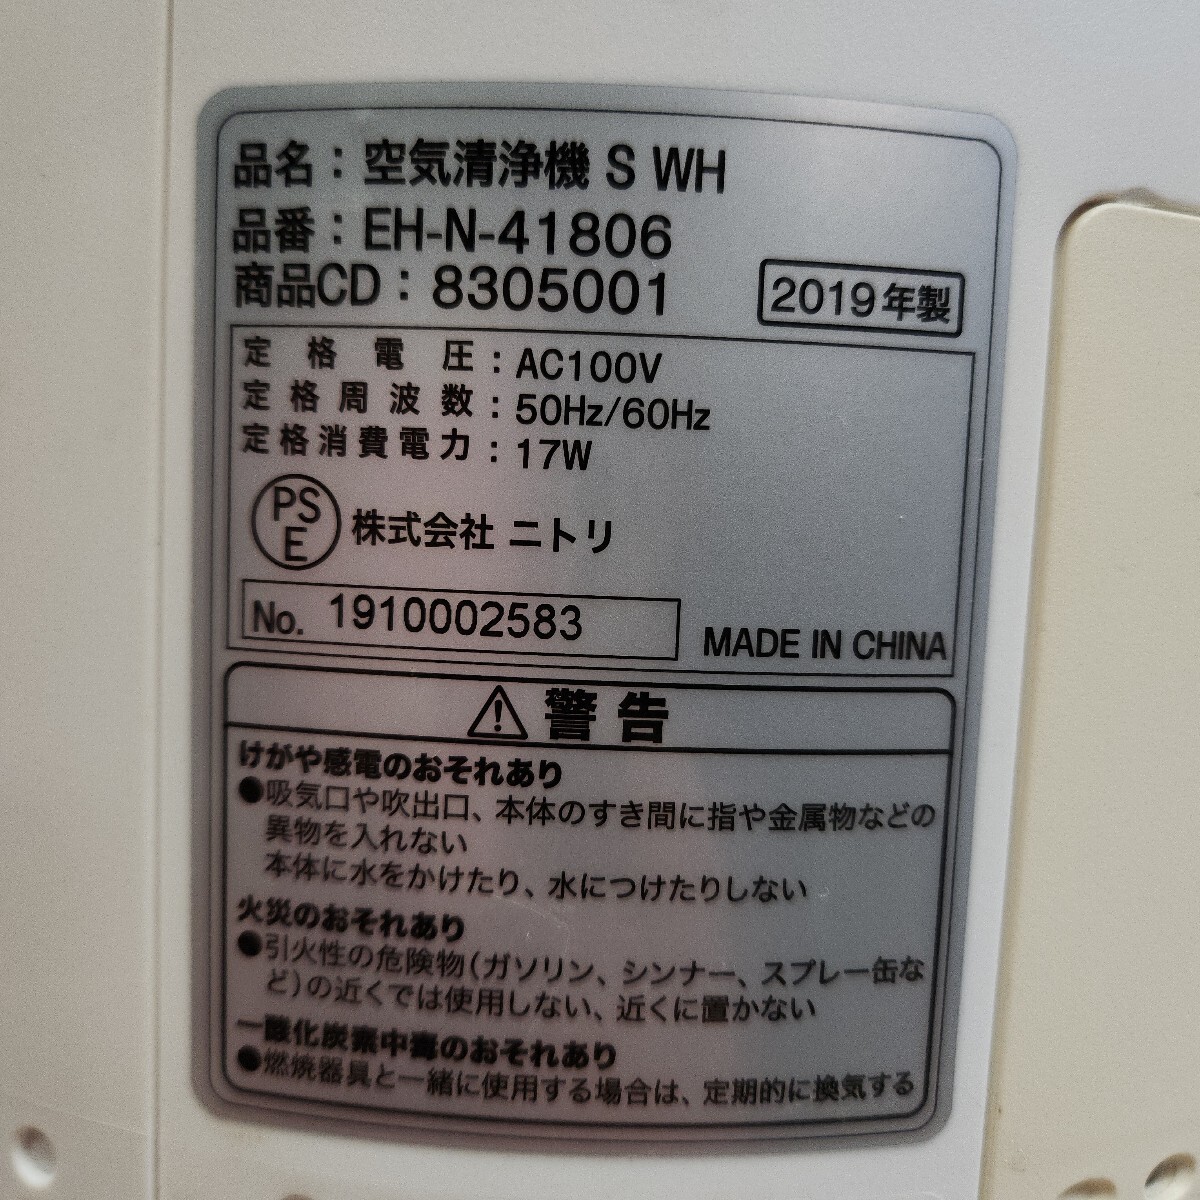 品名：空気清浄機 S WH
品番：EH-N-41806
商品CD：8305001
2019年製
定格電圧：AC100V
定格周波数：50Hz/60Hz
定格消費電力：17W
PS
E
株式会社 ニトリ
No. 1910002583
MADE IN CHINA
警告
けがや感電のおそれあり
●吸気口や吹出口、本体のすき間に指や金属物などの
異物を入れない
本体に水をかけたり、水につけたりしない
火災のおそれあり
●引火性の危険物(ガソリン、シンナー、スプレー缶な
ど)の近くでは使用しない、近くに置かない
一酸化炭素中毒のおそれあり
●燃焼器具と一緒に使用する場合は、定期的に換気する